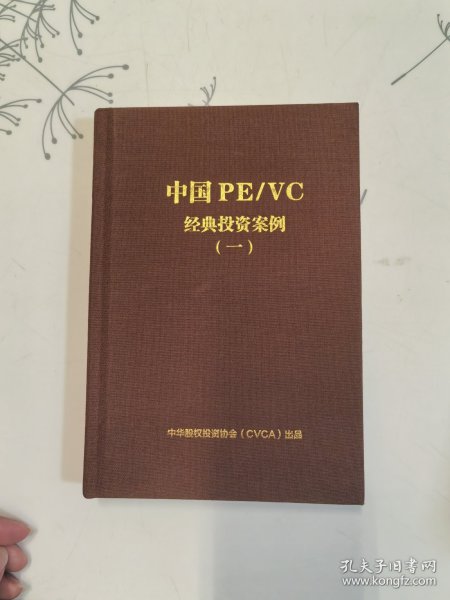 中国 PE/VC
经典投资案例
(一)
中华股权投资协会(CVCA)出品
孔夫子旧书网
www.kongfz.com